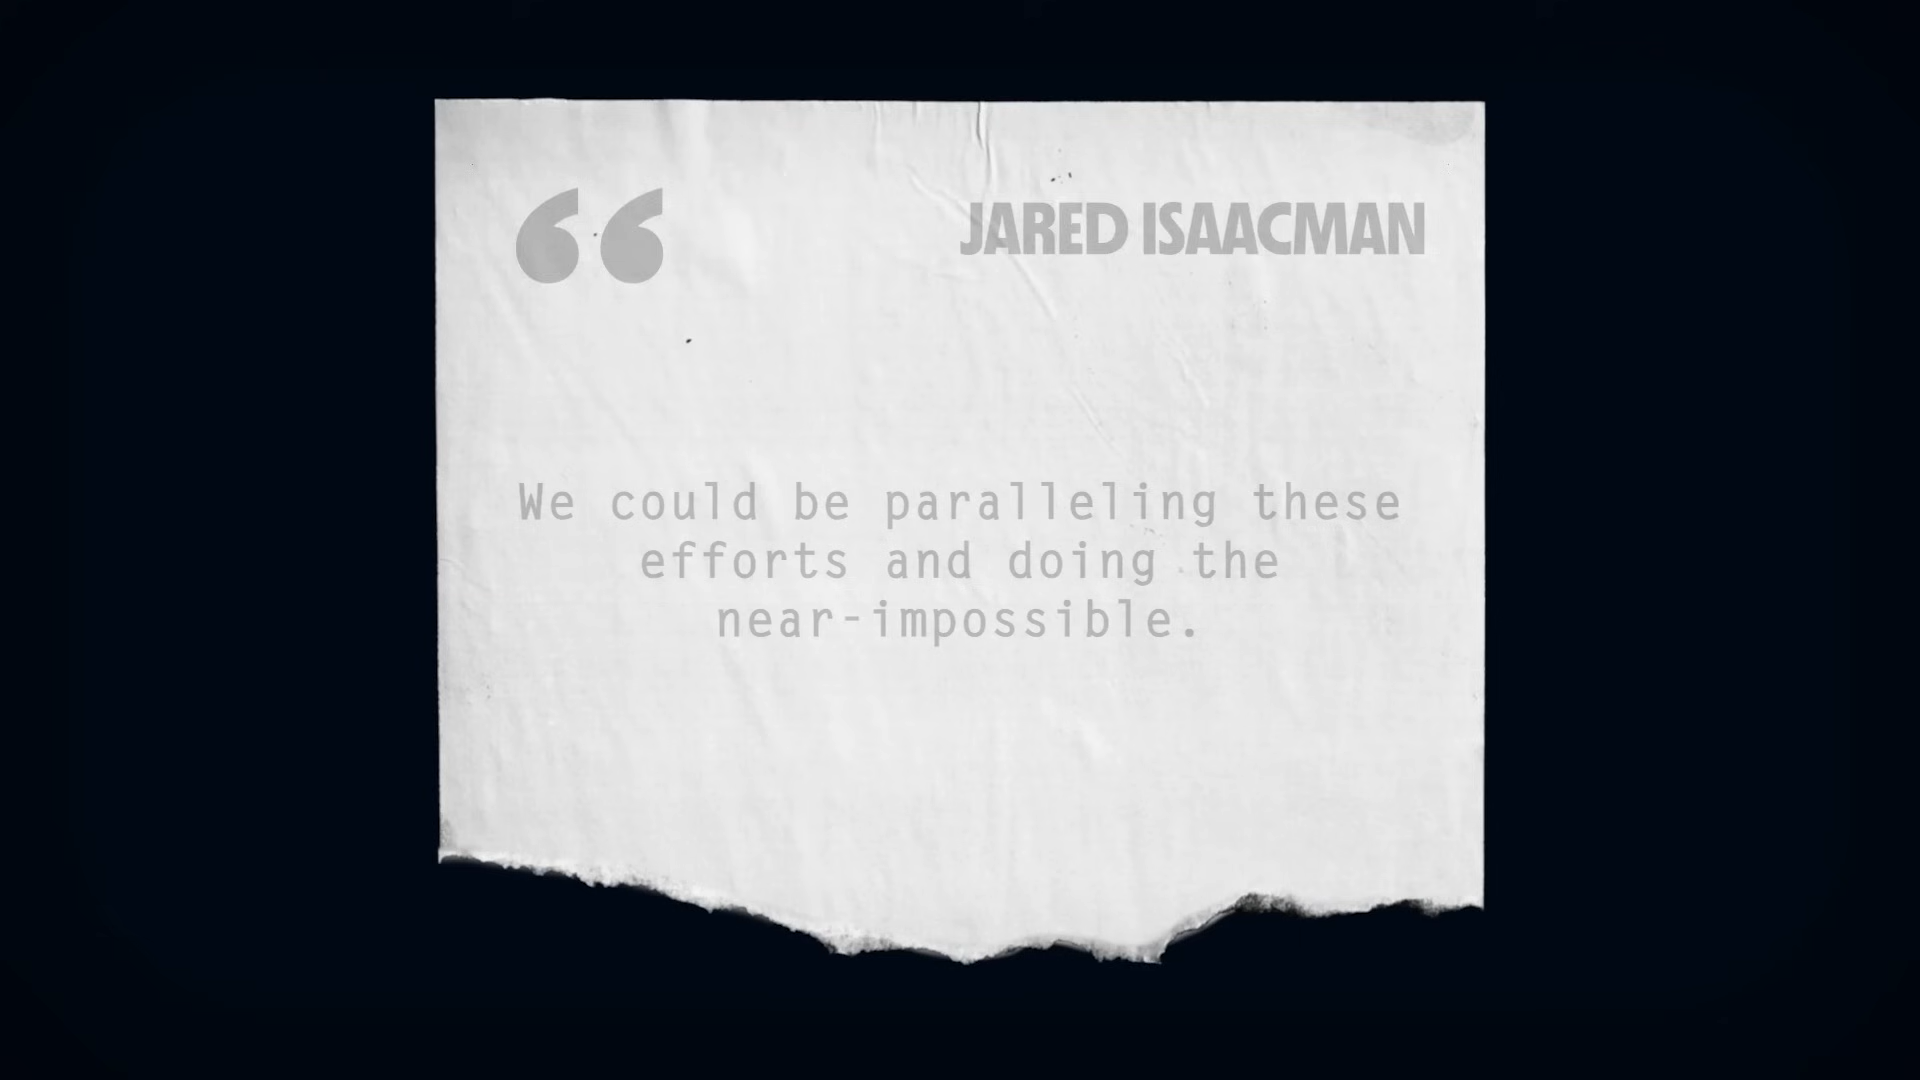 “
JARED ISAACMAN
We could be paralleling these
efforts and doing the
near-impossible.